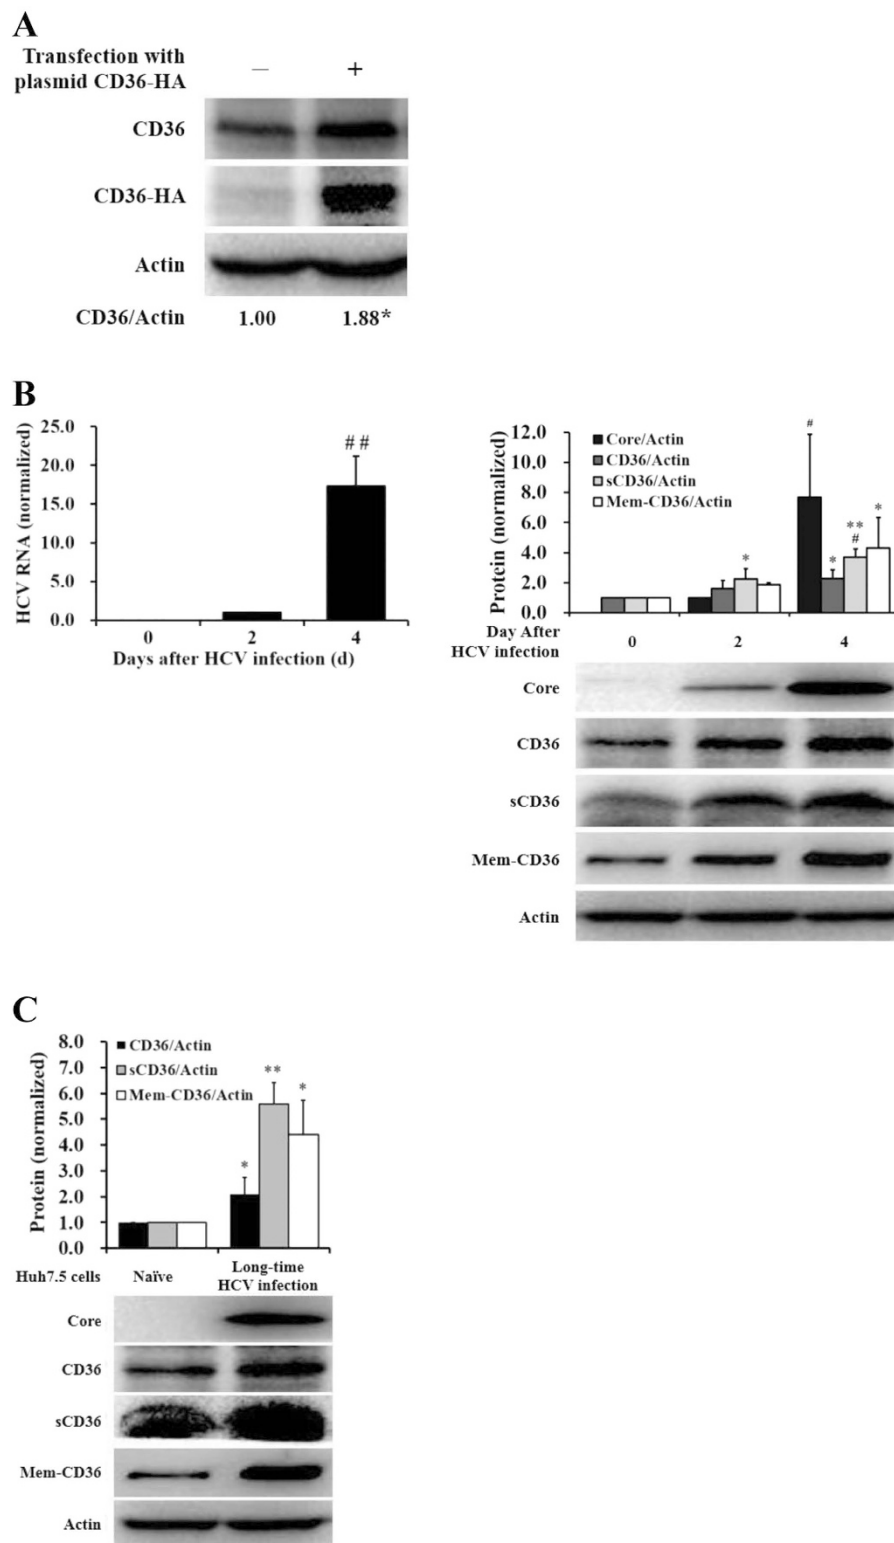 A
Transfection with
plasmid CD36-HA
— +
CD36
CD36-HA
Actin
CD36/Actin 1.00 1.88*
B
HCV RNA (normalized)
25.0
20.0
15.0
10.0
5.0
0.0
##
0 2 4
Days after HCV infection (d)
Protein (normalized)
12.0
10.0
8.0
6.0
4.0
2.0
0.0
Core/Actin
CD36/Actin
sCD36/Actin
Mem-CD36/Actin
#
*
*
**
#
*
Day After
HCV infection
0 2 4
Core
CD36
sCD36
Mem-CD36
Actin
C
Protein (normalized)
8.0
7.0
6.0
5.0
4.0
3.0
2.0
1.0
0.0
CD36/Actin
sCD36/Actin
Mem-CD36/Actin
*
**
*
Huh7.5 cells Naïve Long-time
HCV infection
Core
CD36
sCD36
Mem-CD36
Actin